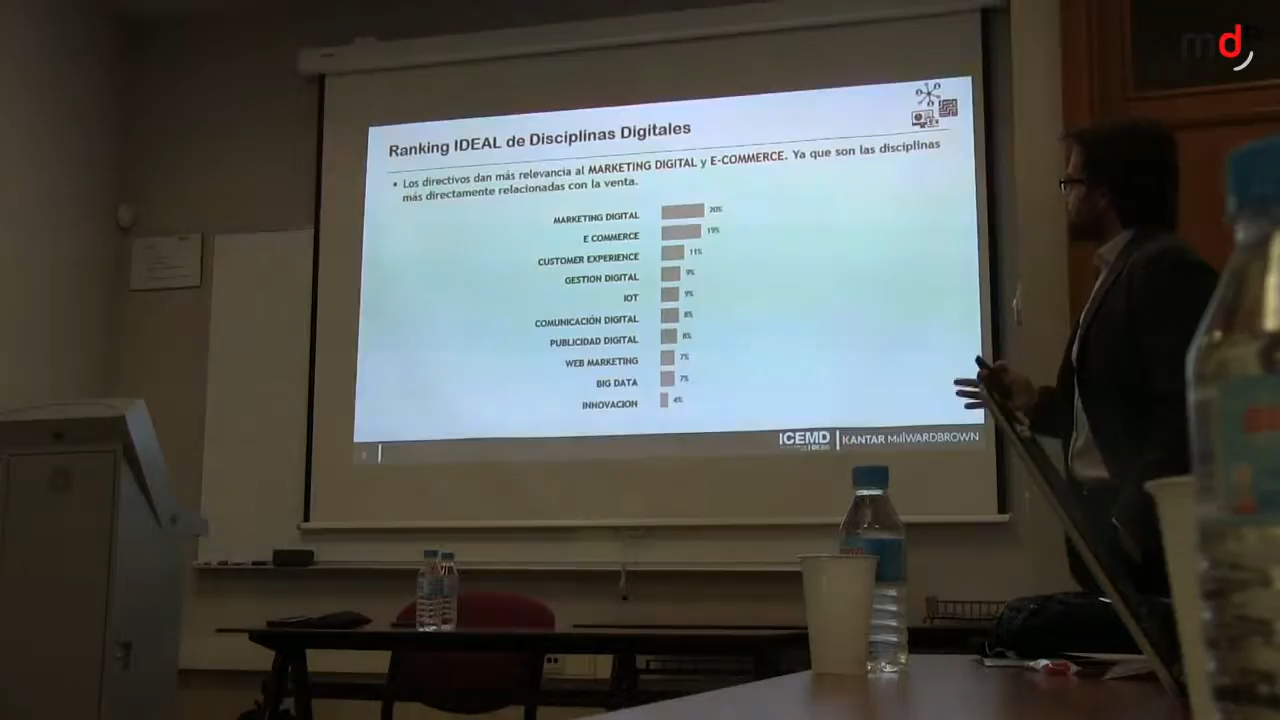 md
Ranking IDEAL de Disciplinas Digitales
• Los directivos dan más relevancia al MARKETING DIGITAL y E-COMMERCE. Ya que son las disciplinas
más directamente relacionadas con la venta.
MARKETING DIGITAL 20%
E COMMERCE 19%
CUSTOMER EXPERIENCE 11%
GESTION DIGITAL 9%
IOT 9%
COMUNICACIÓN DIGITAL 8%
PUBLICIDAD DIGITAL 8%
WEB MARKETING 7%
BIG DATA 7%
INNOVACION 4%
ICEMD KANTAR MillWARDBROWN